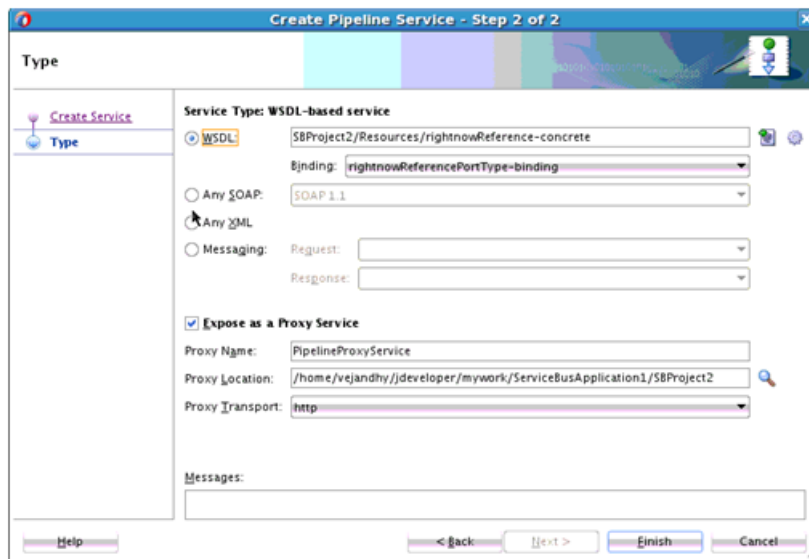 Create Pipeline Service - Step 2 of 2
Type
Create Service
Type
Service Type: WSDL-based service
WSDL: SBProject2/Resources/rightnowReference-concrete
Binding: rightnowReferencePortType-binding
Any SOAP: SOAP 1.1
Any XML
Messaging: Request:
Response:
Expose as a Proxy Service
Proxy Name: PipelineProxyService
Proxy Location: /home/vejandhy/jdeveloper/mywork/ServiceBusApplication1/SBProject2
Proxy Transport: http
Messages:
Help < Back Next > Finish Cancel